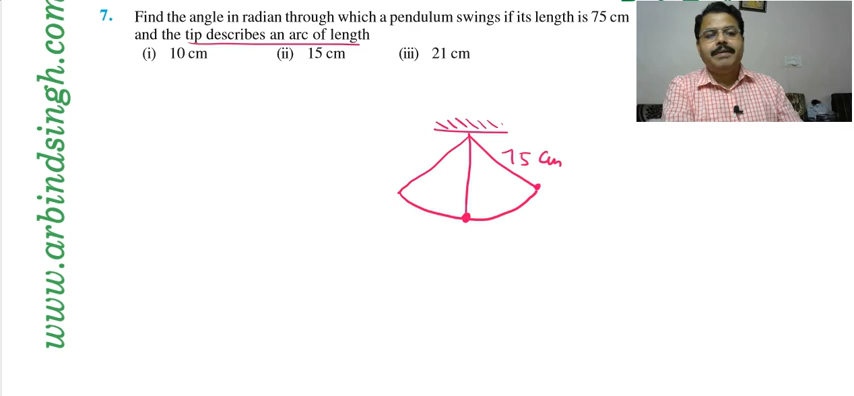 7. Find the angle in radian through which a pendulum swings if its length is 75 cm
and the tip describes an arc of length
(i) 10 cm (ii) 15 cm (iii) 21 cm
75 cm
www.arbindsingh.com